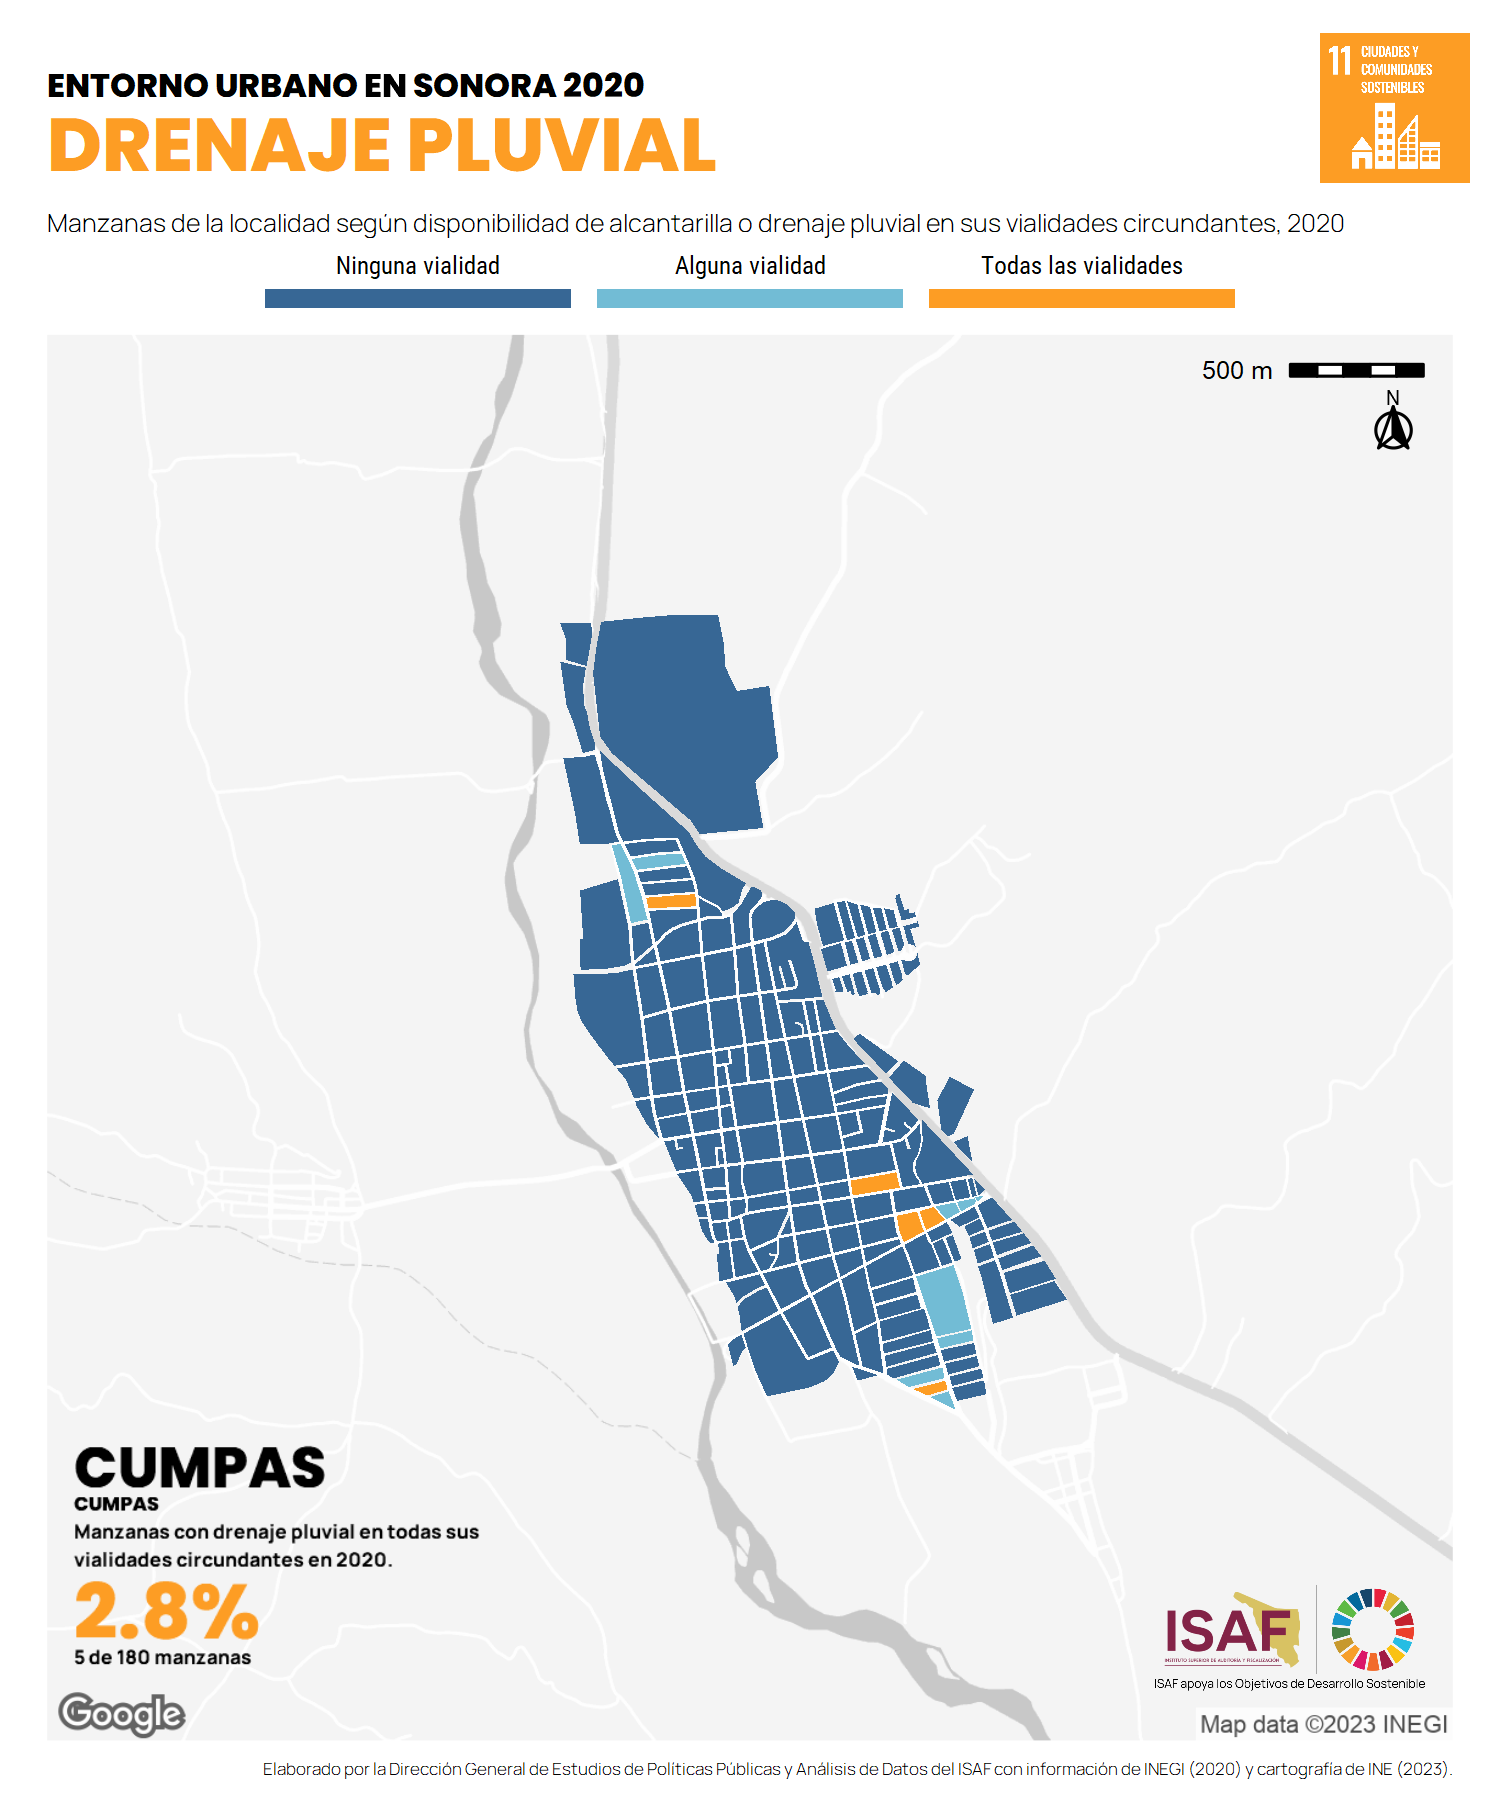 ENTORNO URBANO EN SONORA 2020
DRENAJE PLUVIAL
11 CIUDADES Y
COMUNIDADES
SOSTENIBLES
Manzanas de la localidad según disponibilidad de alcantarilla o drenaje pluvial en sus vialidades circundantes, 2020
Ninguna vialidad
Alguna vialidad
Todas las vialidades
500 m
N
CUMPAS
CUMPAS
Manzanas con drenaje pluvial en todas sus
vialidades circundantes en 2020.
2.8%
5 de 180 manzanas
ISAF
INSTITUTO SUPERIOR DE AUDITORÍA Y FISCALIZACIÓN
ISAF apoya los Objetivos de Desarrollo Sostenible
Google
Map data ©2023 INEGI
Elaborado por la Dirección General de Estudios de Políticas Públicas y Análisis de Datos del ISAF con información de INEGI (2020) y cartografía de INE (2023).